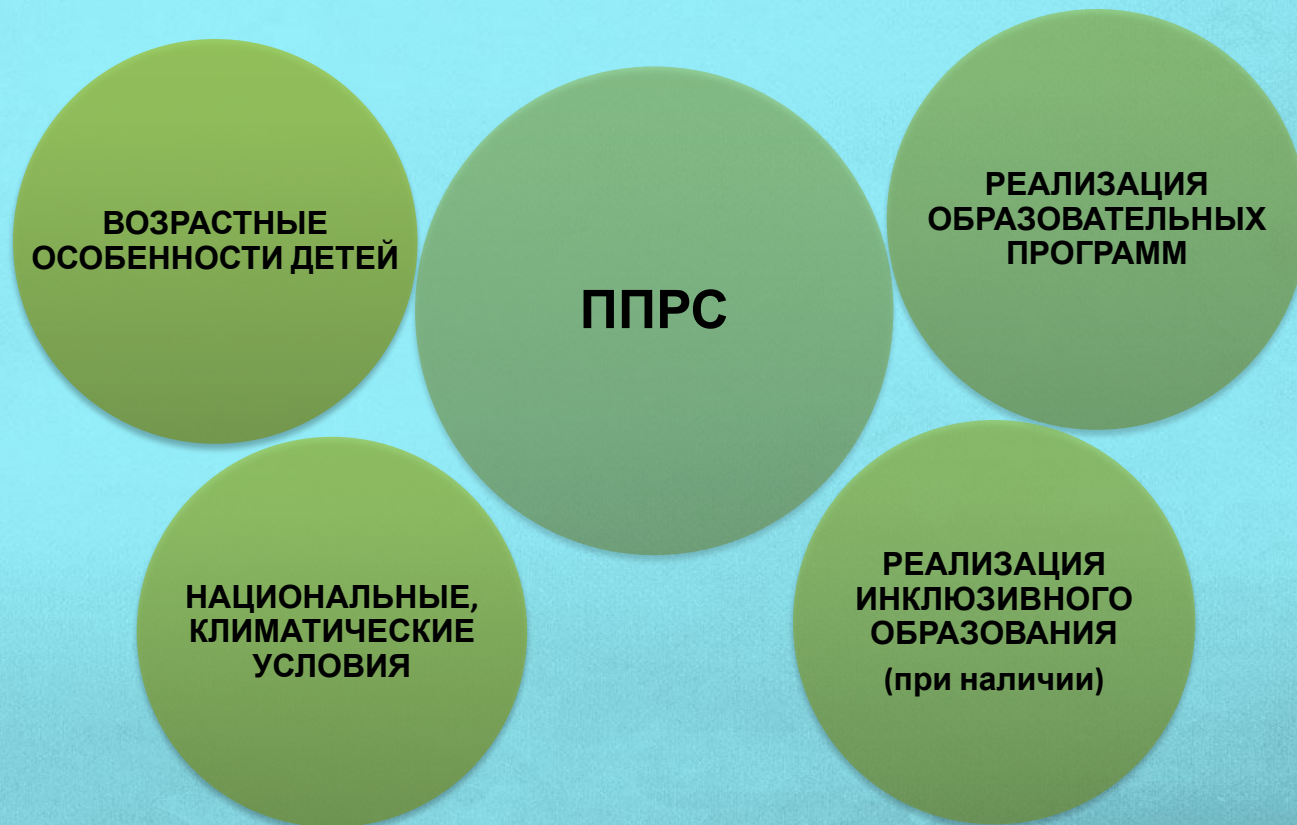 ВОЗРАСТНЫЕ
ОСОБЕННОСТИ ДЕТЕЙ
ППРС
РЕАЛИЗАЦИЯ
ОБРАЗОВАТЕЛЬНЫХ
ПРОГРАММ
НАЦИОНАЛЬНЫЕ,
КЛИМАТИЧЕСКИЕ
УСЛОВИЯ
РЕАЛИЗАЦИЯ
ИНКЛЮЗИВНОГО
ОБРАЗОВАНИЯ
(при наличии)